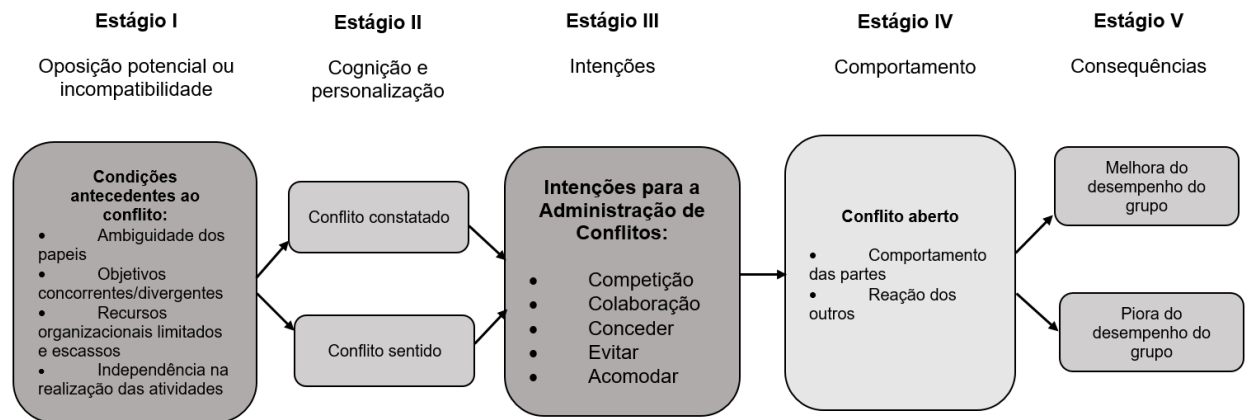 Estágio I
Oposição potencial ou
incompatibilidade
Condições
antecedentes ao
conflito:
• Ambiguidade dos
papeis
• Objetivos
concorrentes/divergentes
• Recursos
organizacionais limitados
e escassos
• Independência na
realização das atividades
Estágio II
Cognição e
personalização
Conflito constatado
Conflito sentido
Estágio III
Intenções
Intenções para a
Administração de
Conflitos:
• Competição
• Colaboração
• Conceder
• Evitar
• Acomodar
Estágio IV
Comportamento
Conflito aberto
• Comportamento
das partes
• Reação dos
outros
Estágio V
Consequências
Melhora do
desempenho do
grupo
Piora do
desempenho do
grupo